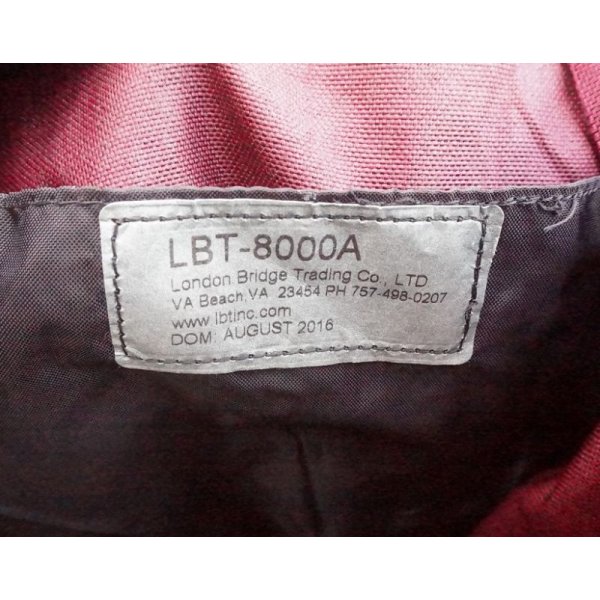 LBT-8000A
London Bridge Trading Co., LTD
VA Beach,VA 23454 PH 757-498-0207
www.lbtinc.com
DOM: AUGUST 2016